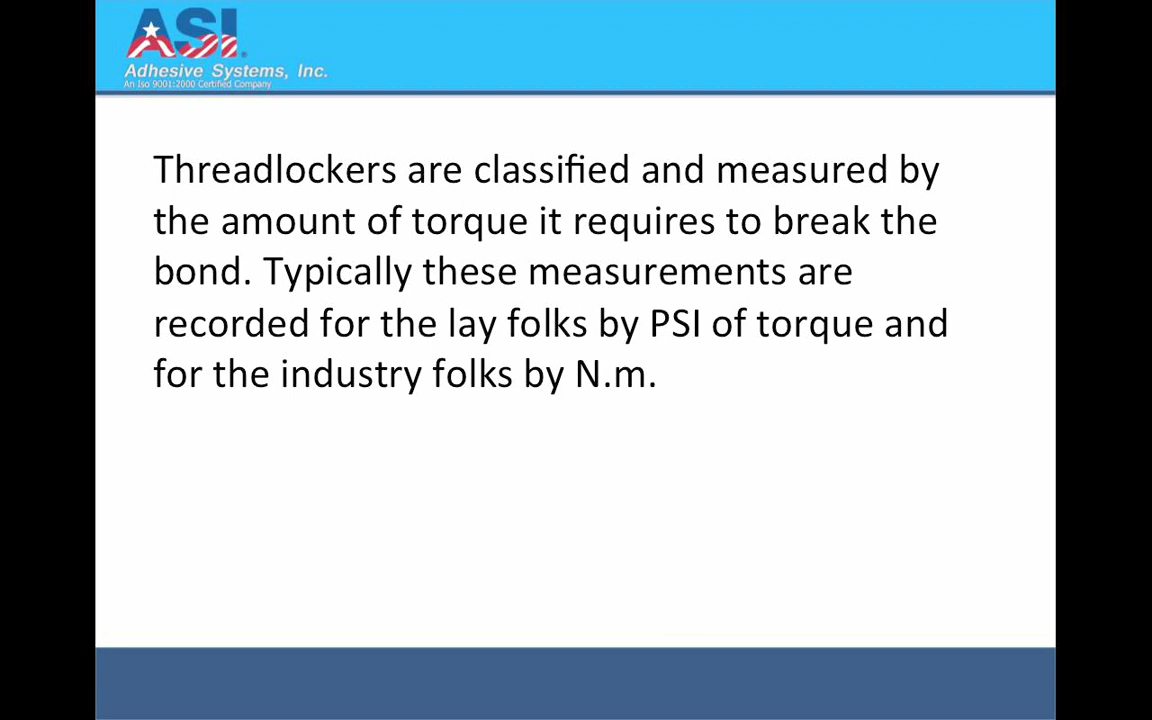 ASI
Adhesive Systems, Inc.
An Iso 9001:2000 Certified Company
Threadlockers are classified and measured by
the amount of torque it requires to break the
bond. Typically these measurements are
recorded for the lay folks by PSI of torque and
for the industry folks by N.m.